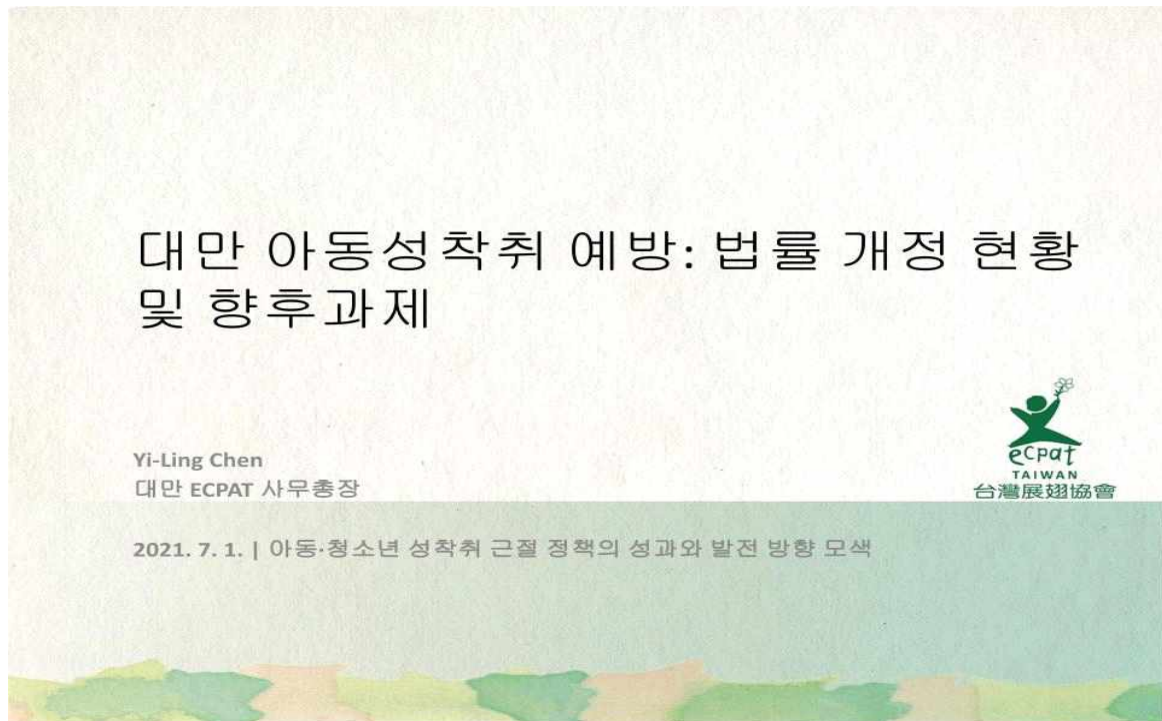 대만 아동성착취 예방: 법률 개정 현황
및 향후과제
ecpat
TAIWAN
台灣展翅協會
Yi-Ling Chen
대만 ECPAT 사무총장
2021. 7. 1. | 아동·청소년 성착취 근절 정책의 성과와 발전 방향 모색